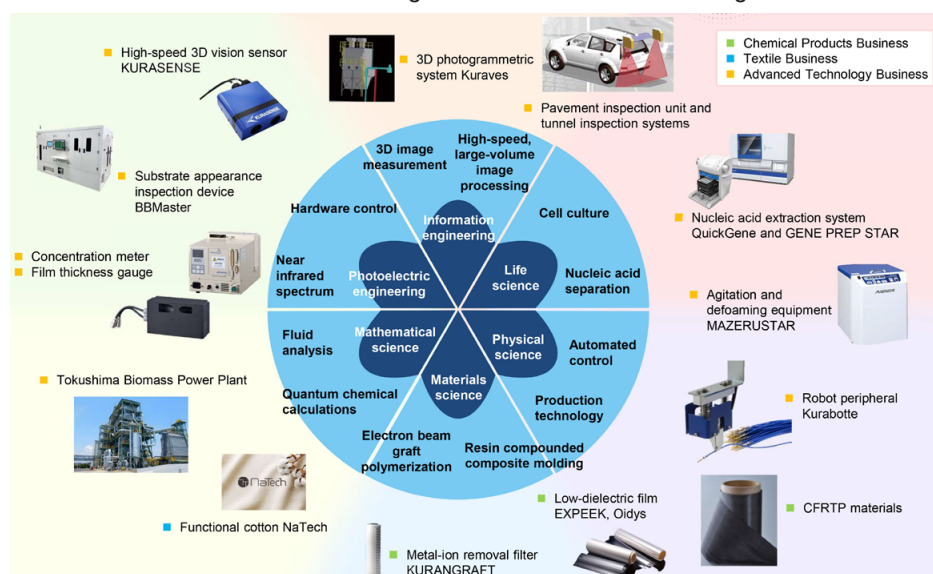 Chemical Products Business
Textile Business
Advanced Technology Business
High-speed 3D vision sensor
KURASENSE
3D photogrammetric
system Kuraves
Pavement inspection unit and
tunnel inspection systems
Substrate appearance
inspection device
BBMaster
Nucleic acid extraction system
QuickGene and GENE PREP STAR
Concentration meter
Film thickness gauge
Agitation and
defoaming equipment
MAZERUSTAR
Tokushima Biomass Power Plant
Robot peripheral
Kurabotte
NaTech
Functional cotton NaTech
Low-dielectric film
EXPEEK, Oidys
CFRTP materials
Metal-ion removal filter
KURANGRAFT
3D image
measurement
High-speed,
large-volume
image
processing
Hardware control
Cell culture
Near
infrared
spectrum
Nucleic acid
separation
Fluid
analysis
Automated
control
Quantum chemical
calculations
Production
technology
Electron beam
graft
polymerization
Resin compounded
composite molding
Information
engineering
Photoelectric
engineering
Life
science
Mathematical
science
Physical
science
Materials
science